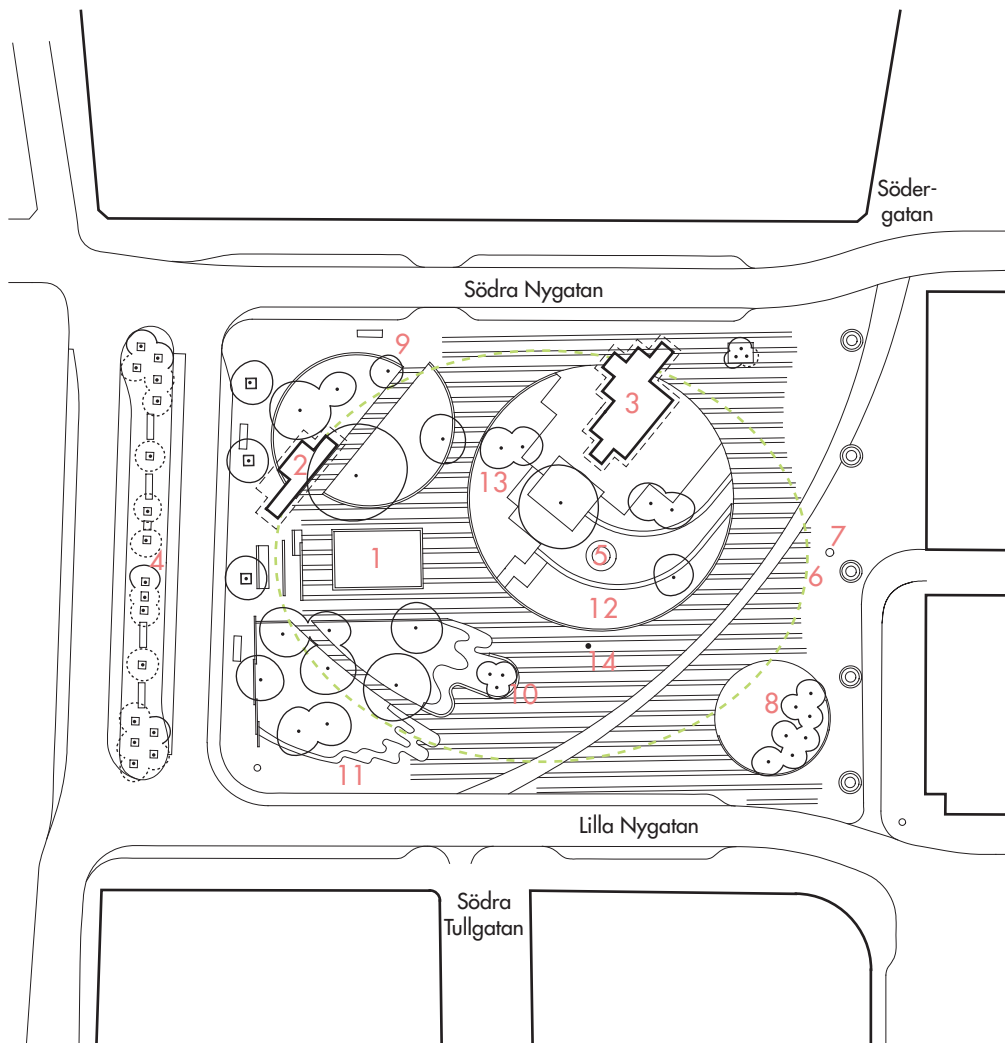 Söder-
gatan
Södra Nygatan
9
3
2
13
4
1
5
7
6
12
14
10
8
11
Lilla Nygatan
Södra
Tullgatan